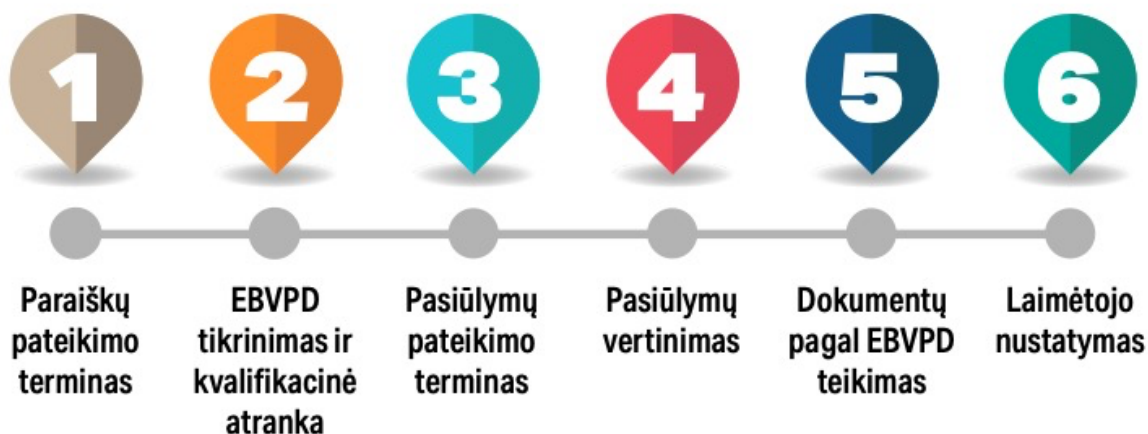 1
2
3
4
5
6
Paraiškų
pateikimo
terminas
EBVPD
tikrinimas ir
kvalifikacinė
atranka
Pasiūlymų
pateikimo
terminas
Pasiūlymų
vertinimas
Dokumentų
pagal EBVPD
teikimas
Laimėtojo
nustatymas